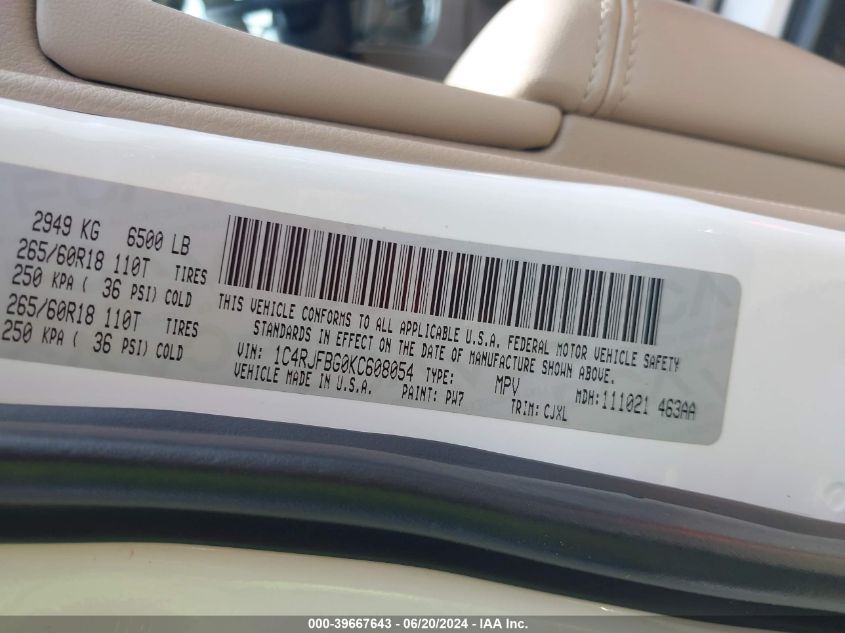 2949 KG 6500 LB
265/60R18 110T TIRES
250 KPA ( 36 PSI) COLD
265/60R18 110T TIRES
250 KPA ( 36 PSI) COLD
THIS VEHICLE CONFORMS TO ALL APPLICABLE U.S.A. FEDERAL MOTOR VEHICLE SAFETY
STANDARDS IN EFFECT ON THE DATE OF MANUFACTURE SHOWN ABOVE.
VIN: 1C4RJFBG0KC608054 TYPE: MPV MDH:111021 463AA
VEHICLE MADE IN U.S.A. PAINT: PW7 TRIM: CJXL
000-39667643 - 06/20/2024 - IAA Inc.